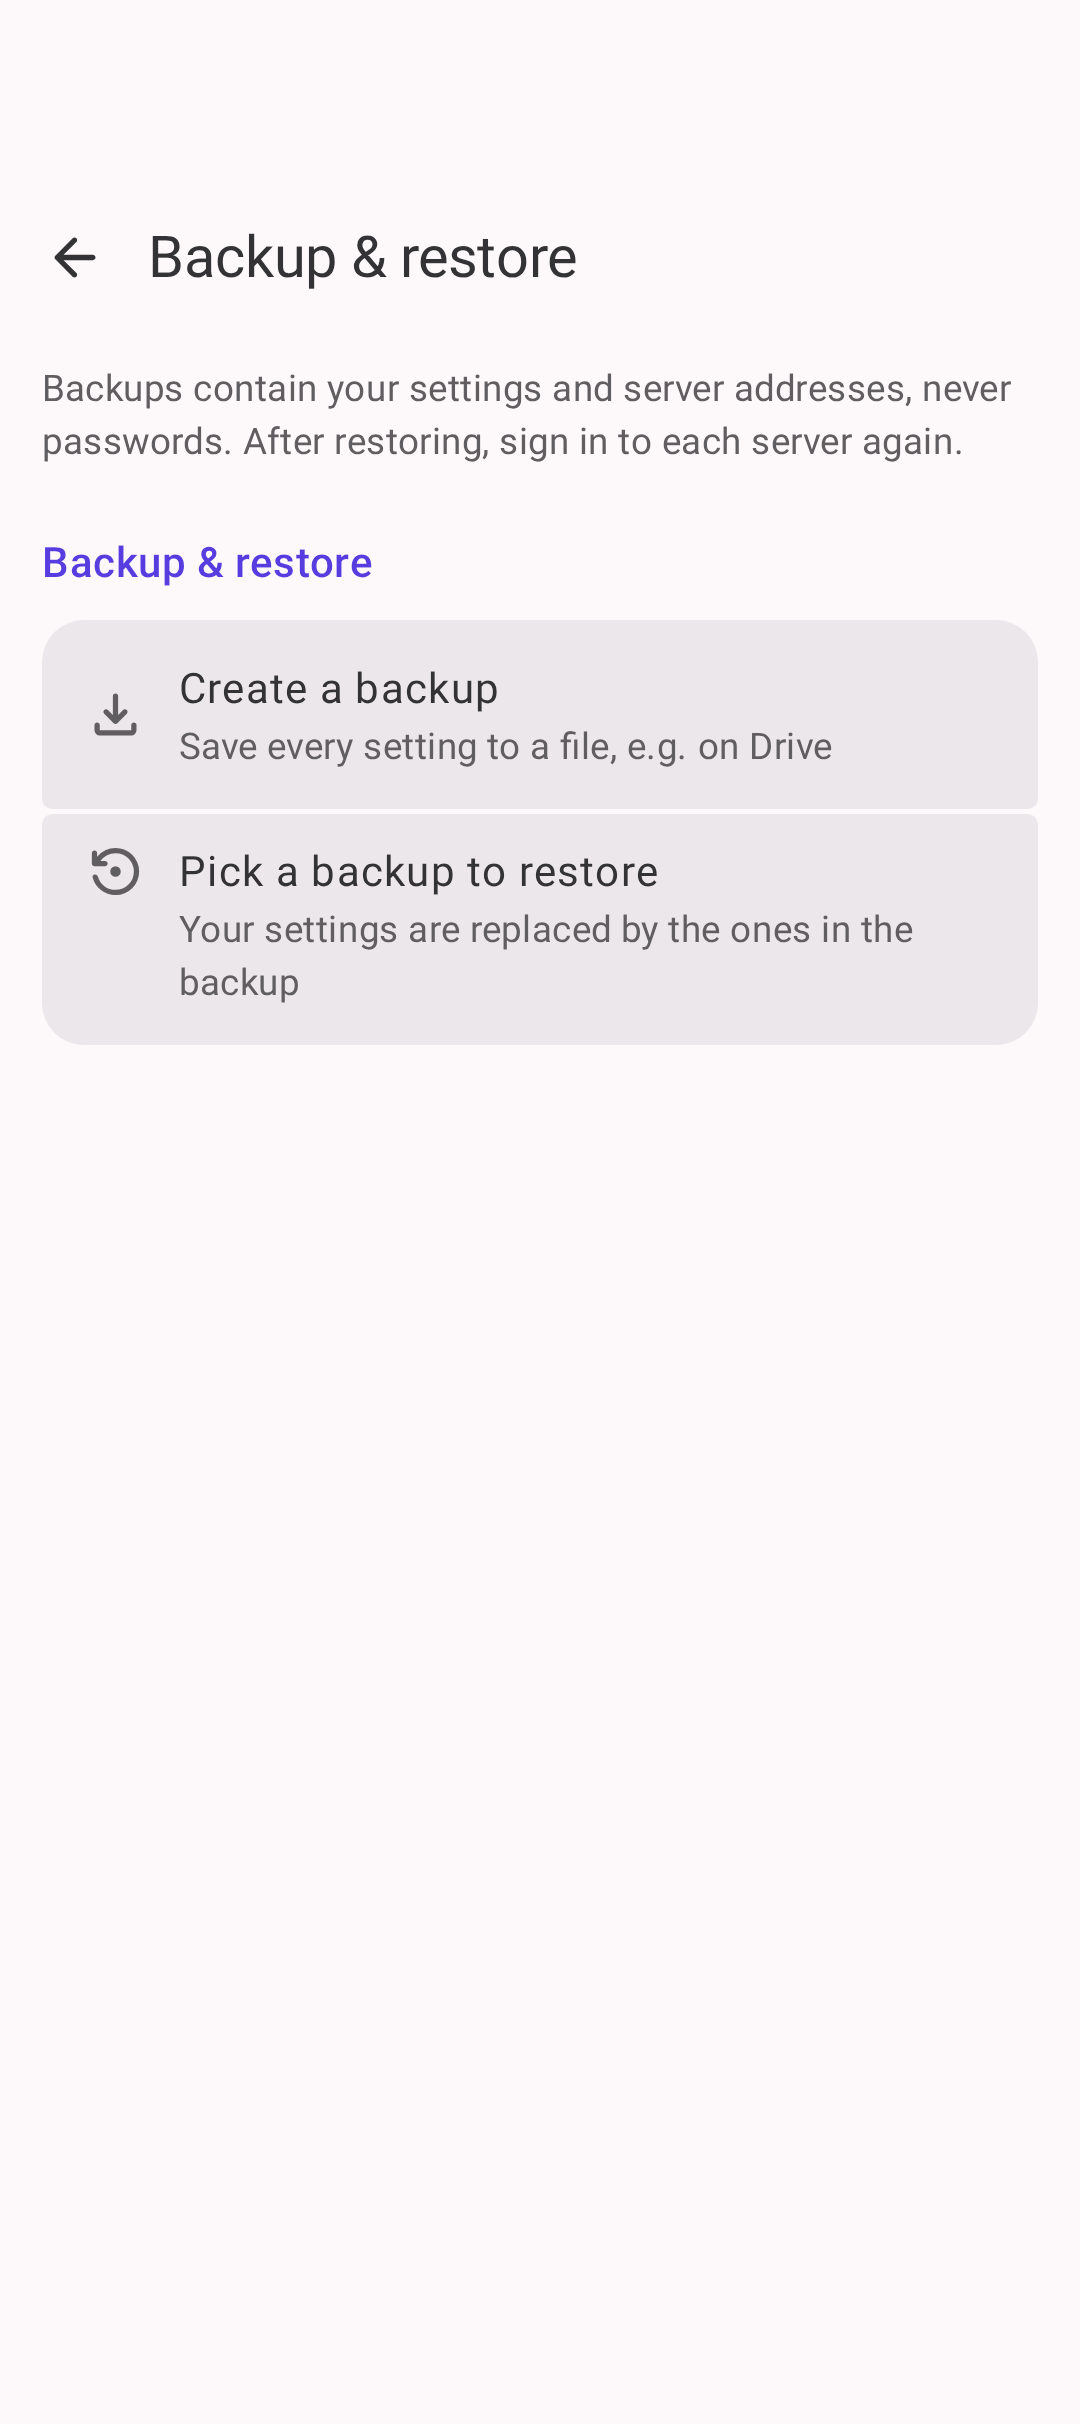 Backup & restore
Backups contain your settings and server addresses, never
passwords. After restoring, sign in to each server again.
Backup & restore
Create a backup
Save every setting to a file, e.g. on Drive
Pick a backup to restore
Your settings are replaced by the ones in the
backup